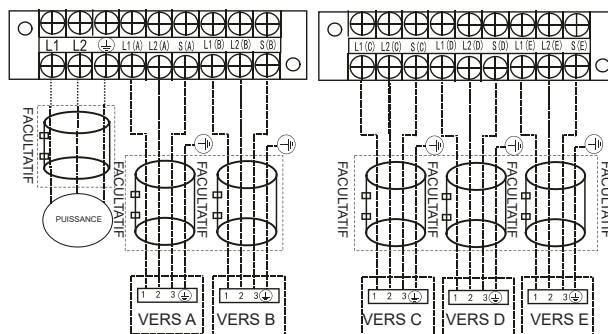 L1 L2 L1 (A) L2 (A) S (A) L1 (B) L2 (B) S (B)
L1 (C) L2 (C) S (C) L1 (D) L2 (D) S (D) L1 (E) L2 (E) S (E)
FACULTATIF
FACULTATIF
FACULTATIF
FACULTATIF
FACULTATIF
FACULTATIF
PUISSANCE
1 2 3
1 2 3
1 2 3
1 2 3
1 2 3
VERS A
VERS B
VERS C
VERS D
VERS E